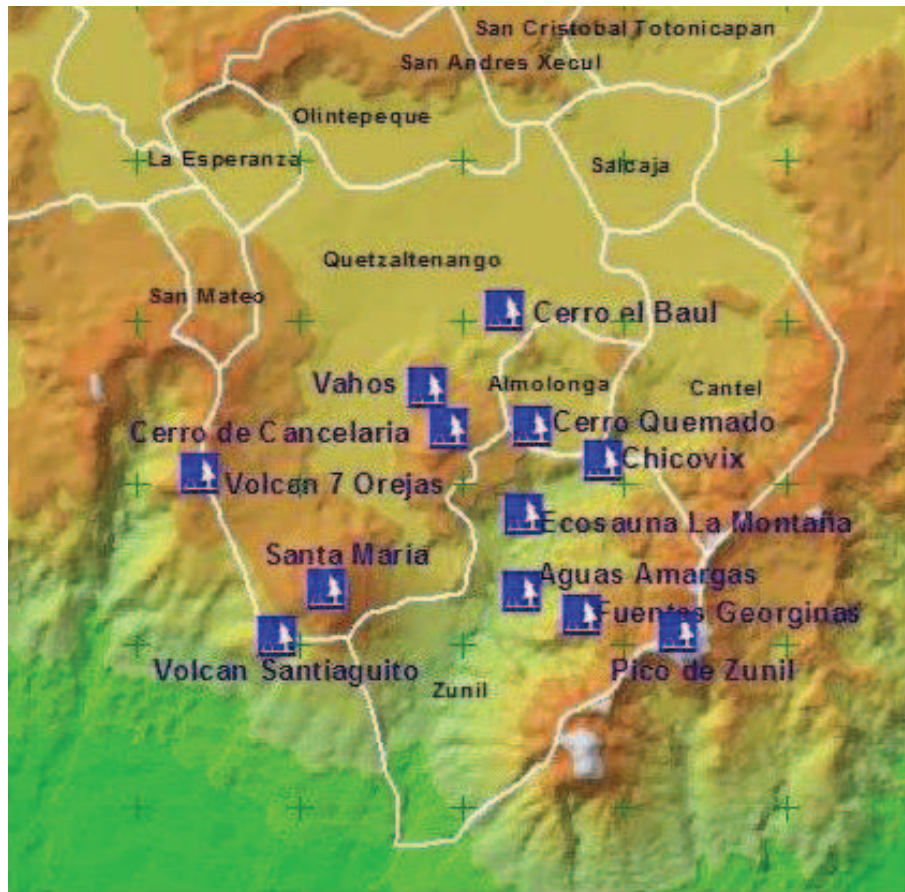 San Cristobal Totonicapan
San Andres Xecul
Olintepeque
La Esperanza
Salcaja
Quetzaltenango
San Mateo
Cerro el Baul
Vahos
Almolonga
Cantel
Cerro de Cancelaria
Cerro Quemado
Chicovix
Volcan 7 Orejas
Ecosauna La Montaña
Santa Maria
Aguas Amargas
Fuentes Georginas
Volcan Santiaguito
Pico de Zunil
Zunil